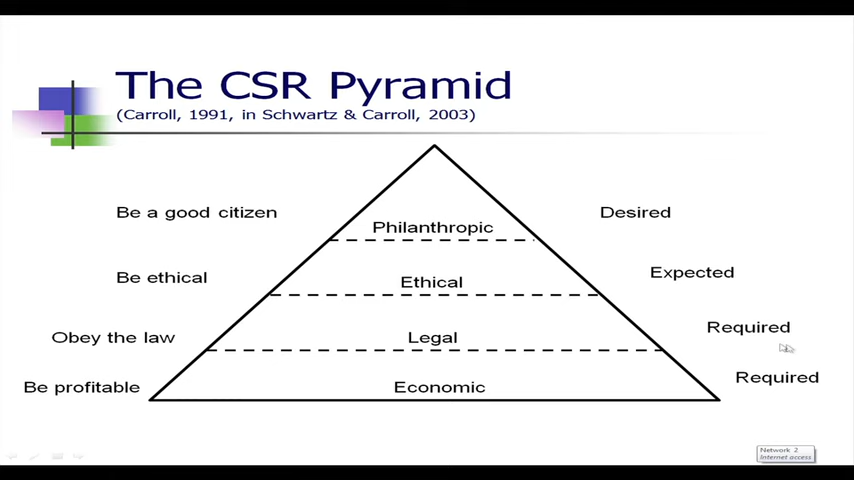 The CSR Pyramid
(Carroll, 1991, in Schwartz & Carroll, 2003)
Be a good citizen Philanthropic Desired
Be ethical Ethical Expected
Obey the law Legal Required
Be profitable Economic Required
Network 2
Internet access